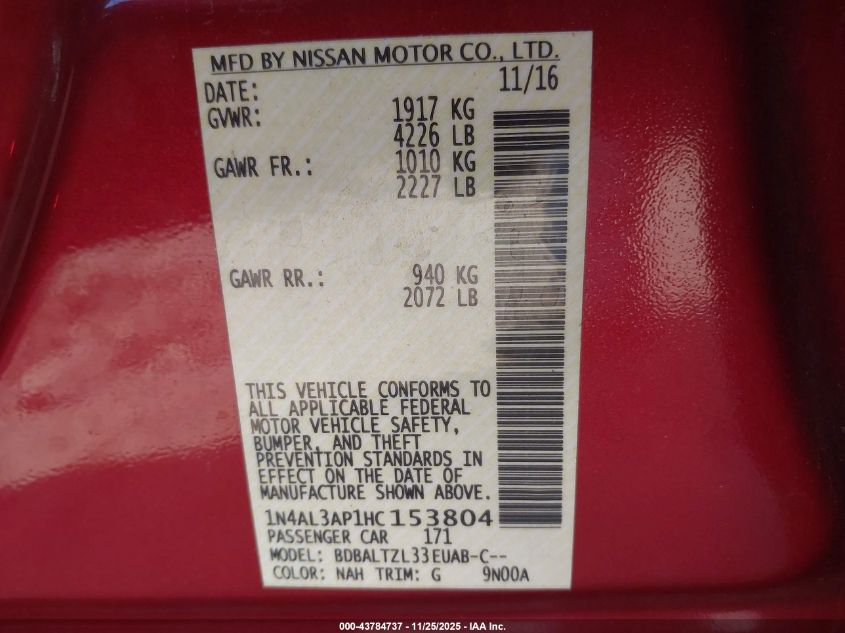 MFD BY NISSAN MOTOR CO., LTD.
DATE: 11/16
GVWR: 1917 KG
4226 LB
GAWR FR.: 1010 KG
2227 LB
GAWR RR.: 940 KG
2072 LB
THIS VEHICLE CONFORMS TO
ALL APPLICABLE FEDERAL
MOTOR VEHICLE SAFETY,
BUMPER, AND THEFT
PREVENTION STANDARDS IN
EFFECT ON THE DATE OF
MANUFACTURE SHOWN ABOVE.
1N4AL3AP1HC153804
PASSENGER CAR 171
MODEL: BDBALTZL33EUAB-C--
COLOR: NAH TRIM: G 9N00A
000-43784737 - 11/25/2025 - IAA Inc.